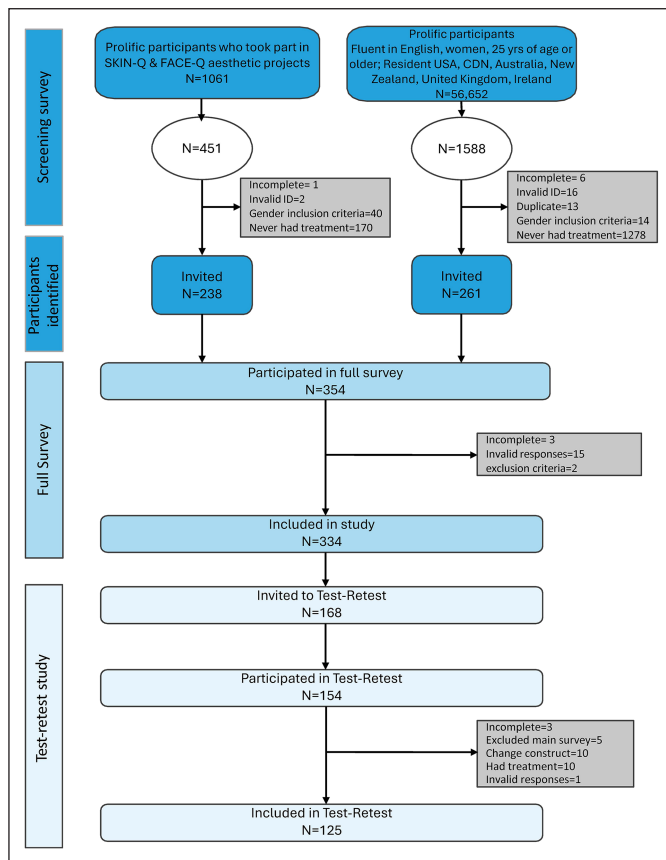 Screening survey
Prolific participants who took part in
SKIN-Q & FACE-Q aesthetic projects
N=1061
Prolific participants
Fluent in English, women, 25 yrs of age or
older; Resident USA, CDN, Australia, New
Zealand, United Kingdom, Ireland
N=56,652
N=451
N=1588
Incomplete= 1
Invalid ID=2
Gender inclusion criteria=40
Never had treatment=170
Incomplete= 6
Invalid ID=16
Duplicate=13
Gender inclusion criteria=14
Never had treatment=1278
Participants
identified
Invited
N=238
Invited
N=261
Full Survey
Participated in full survey
N=354
Incomplete= 3
Invalid responses=15
exclusion criteria=2
Included in study
N=334
Test-retest study
Invited to Test-Retest
N=168
Participated in Test-Retest
N=154
Incomplete=3
Excluded main survey=5
Change construct=10
Had treatment=10
Invalid responses=1
Included in Test-Retest
N=125